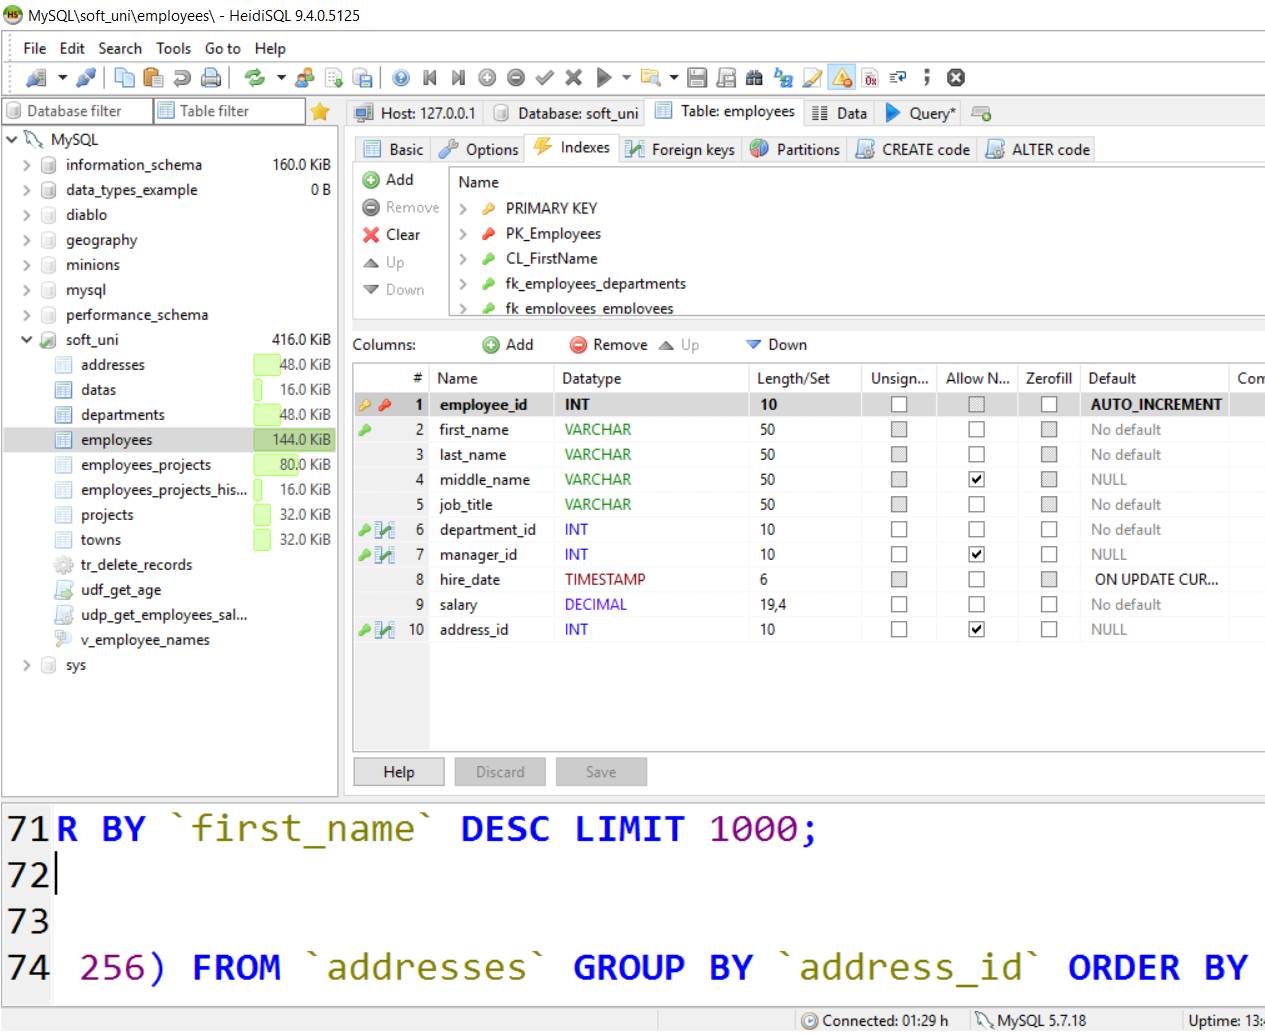 MySQL\soft_uni\employees\ - HeidiSQL 9.4.0.5125
File Edit Search Tools Go to Help
Database filter Table filter
Host: 127.0.0.1 Database: soft_uni Table: employees Data Query*
MySQL
information_schema 160.0 KiB
data_types_example 0 B
diablo
geography
minions
mysql
performance_schema
soft_uni 416.0 KiB
addresses 48.0 KiB
datas 16.0 KiB
departments 48.0 KiB
employees 144.0 KiB
employees_projects 80.0 KiB
employees_projects_his... 16.0 KiB
projects 32.0 KiB
towns 32.0 KiB
tr_delete_records
udf_get_age
udp_get_employees_sal...
v_employee_names
sys
Basic Options Indexes Foreign keys Partitions CREATE code ALTER code
Add
Remove
Clear
Up
Down
Name
PRIMARY KEY
PK_Employees
CL_FirstName
fk_employees_departments
fk_employees_employees
Columns: Add Remove Up Down
# Name Datatype Length/Set Unsign... Allow N... Zerofill Default Com
1 employee_id INT 10 AUTO_INCREMENT
2 first_name VARCHAR 50 No default
3 last_name VARCHAR 50 No default
4 middle_name VARCHAR 50 NULL
5 job_title VARCHAR 50 No default
6 department_id INT 10 No default
7 manager_id INT 10 NULL
8 hire_date TIMESTAMP 6 ON UPDATE CUR...
9 salary DECIMAL 19,4 No default
10 address_id INT 10 NULL
Help Discard Save
71 R BY `first_name` DESC LIMIT 1000;
72
73
74 256) FROM `addresses` GROUP BY `address_id` ORDER BY
Connected: 01:29 h MySQL 5.7.18 Uptime: 13: